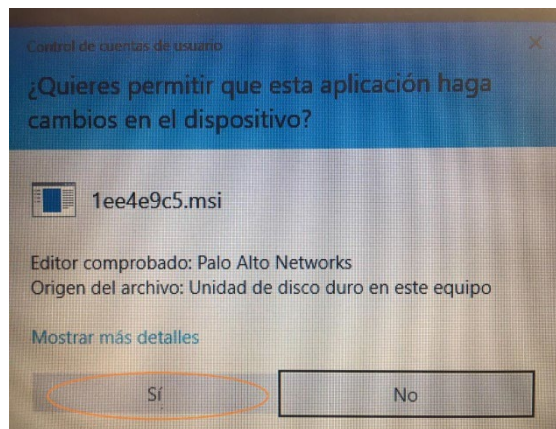 Control de cuentas de usuario
¿Quieres permitir que esta aplicación haga
cambios en el dispositivo?
1ee4e9c5.msi
Editor comprobado: Palo Alto Networks
Origen del archivo: Unidad de disco duro en este equipo
Mostrar más detalles
Sí
No